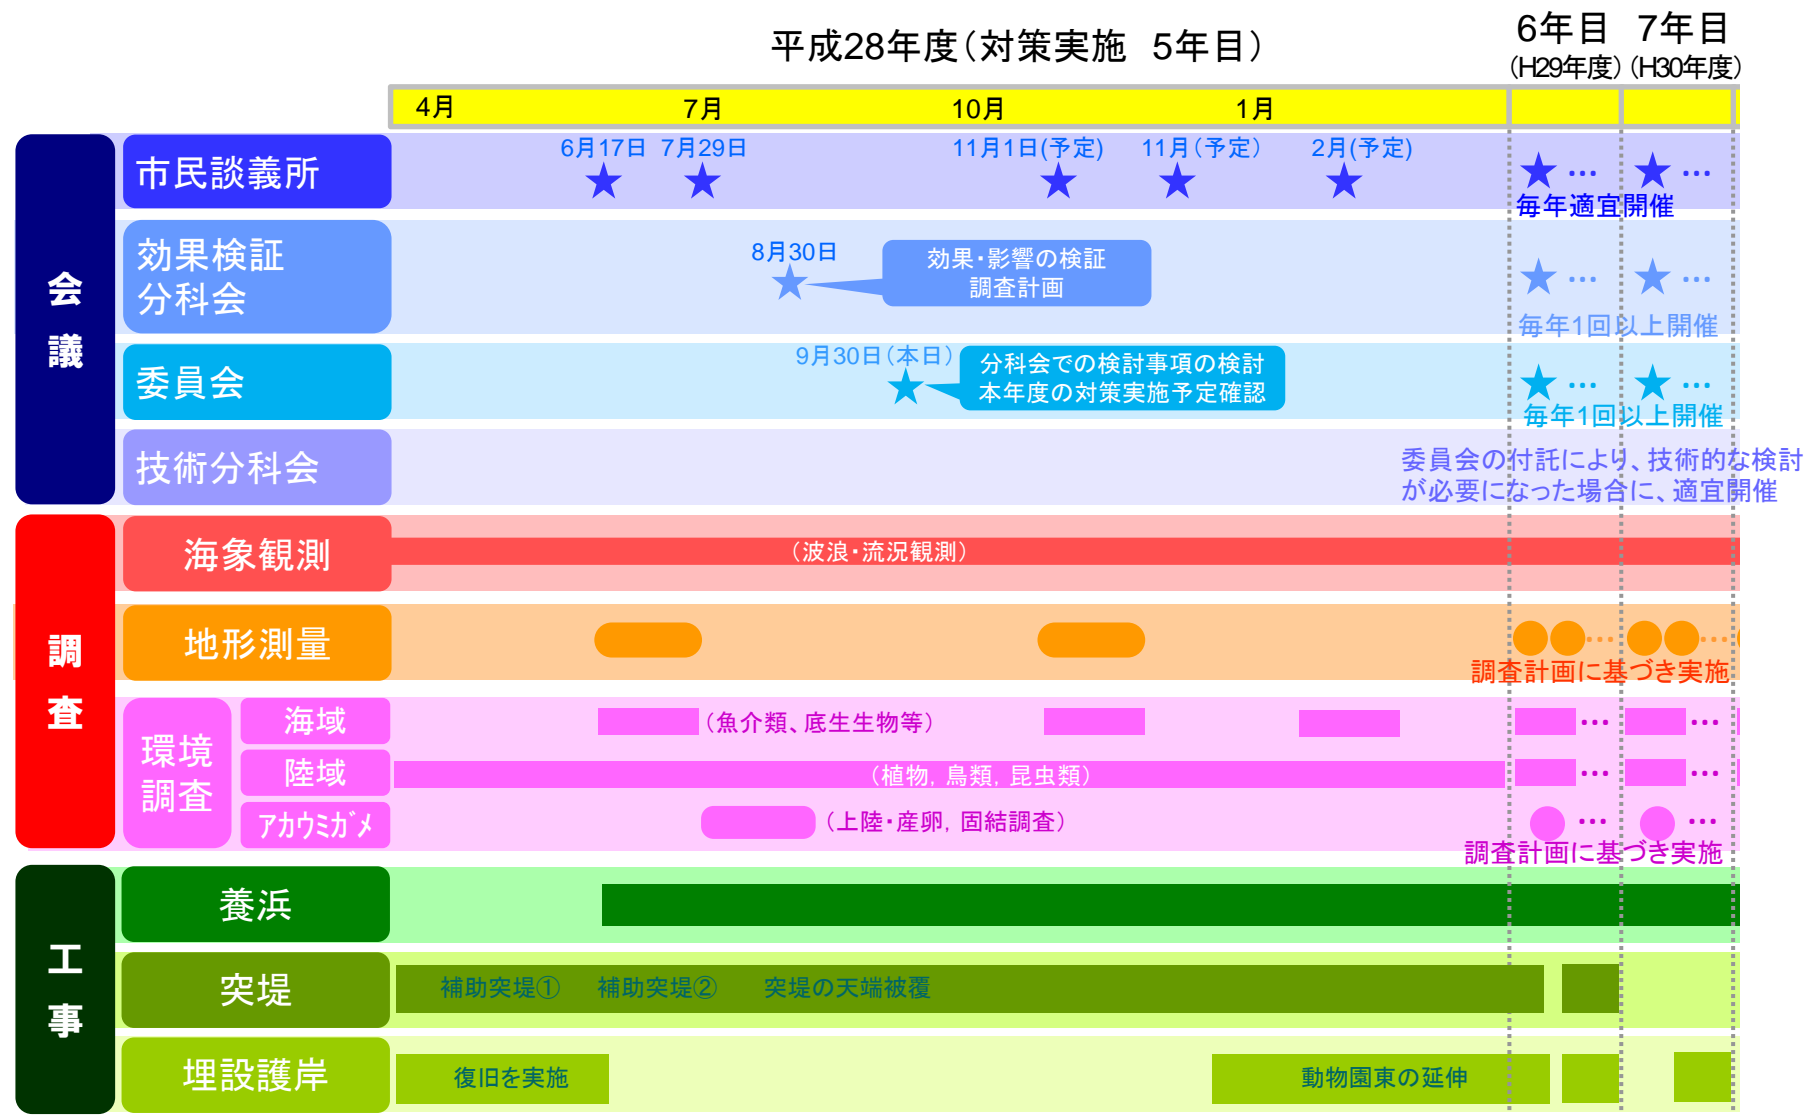 平成28年度（対策実施　5年目）
6年目
7年目
（H29年度）
（H30年度）
4月
7月
10月
1月
会議
市民談義所
6月17日
7月29日
11月1日(予定)
11月（予定）
2月(予定)
…
…
毎年適宜開催
効果検証
分科会
8月30日
効果・影響の検証
調査計画
…
…
毎年1回以上開催
委員会
9月30日（本日）
分科会での検討事項の検討
本年度の対策実施予定確認
…
…
毎年1回以上開催
技術分科会
委員会の付託により、技術的な検討
が必要になった場合に、適宜開催
調査
海象観測
（波浪・流況観測）
地形測量
…
…
調査計画に基づき実施
環境
調査
海域
（魚介類、底生生物等）
…
…
陸域
（植物，鳥類，昆虫類）
…
…
ｱｶｳﾐｶﾞﾒ
（上陸・産卵，固結調査）
…
…
調査計画に基づき実施
工事
養浜
突堤
補助突堤①
補助突堤②
突堤の天端被覆
埋設護岸
復旧を実施
動物園東の延伸